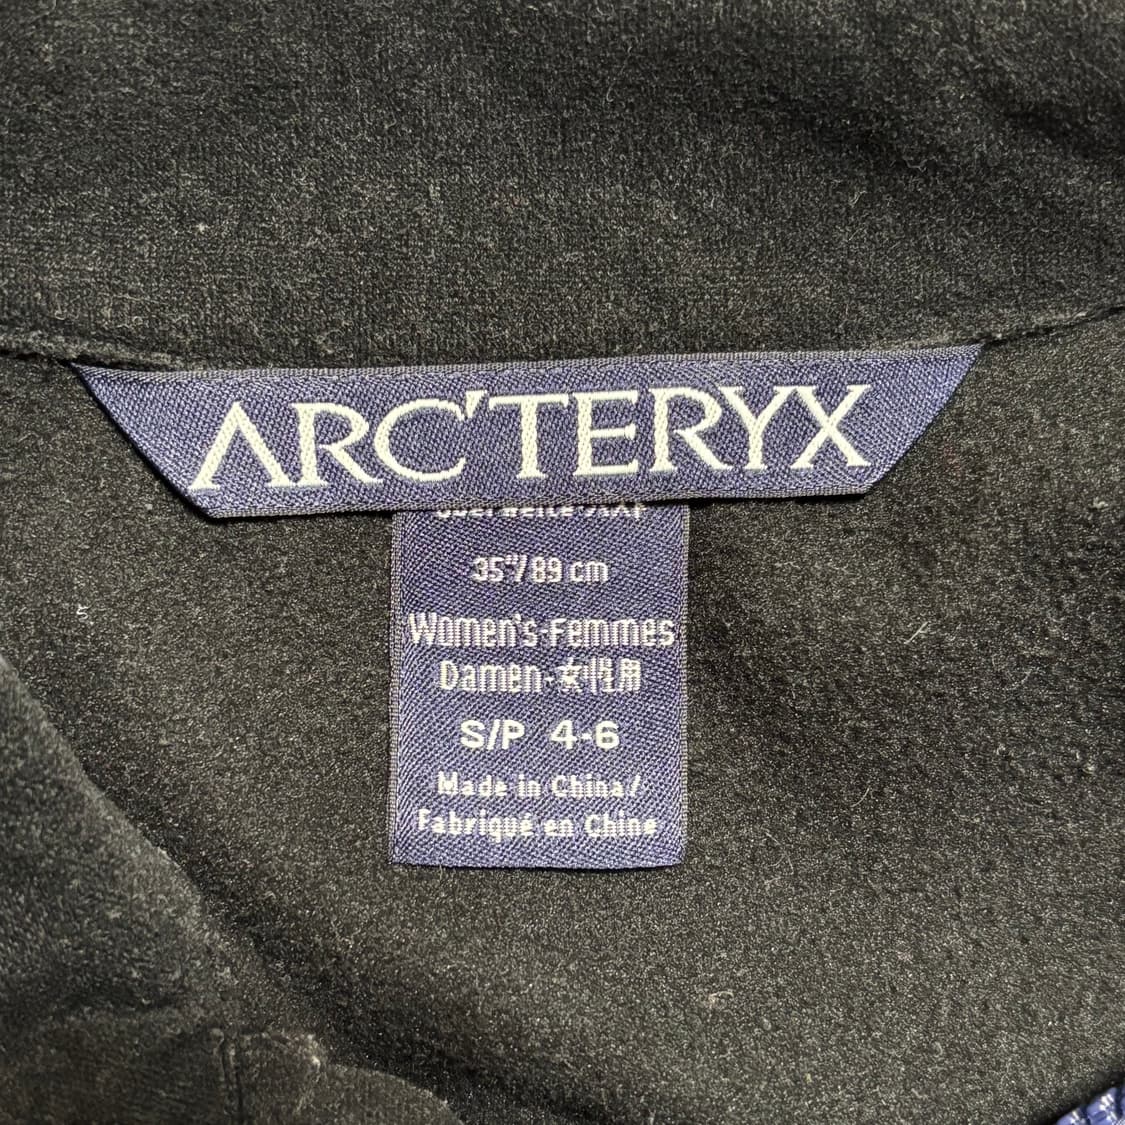 ARC'TERYX
35"/89 cm
Women's-Femmes
Damen-女性用
S/P 4-6
Made in China/
Fabriqué en Chine